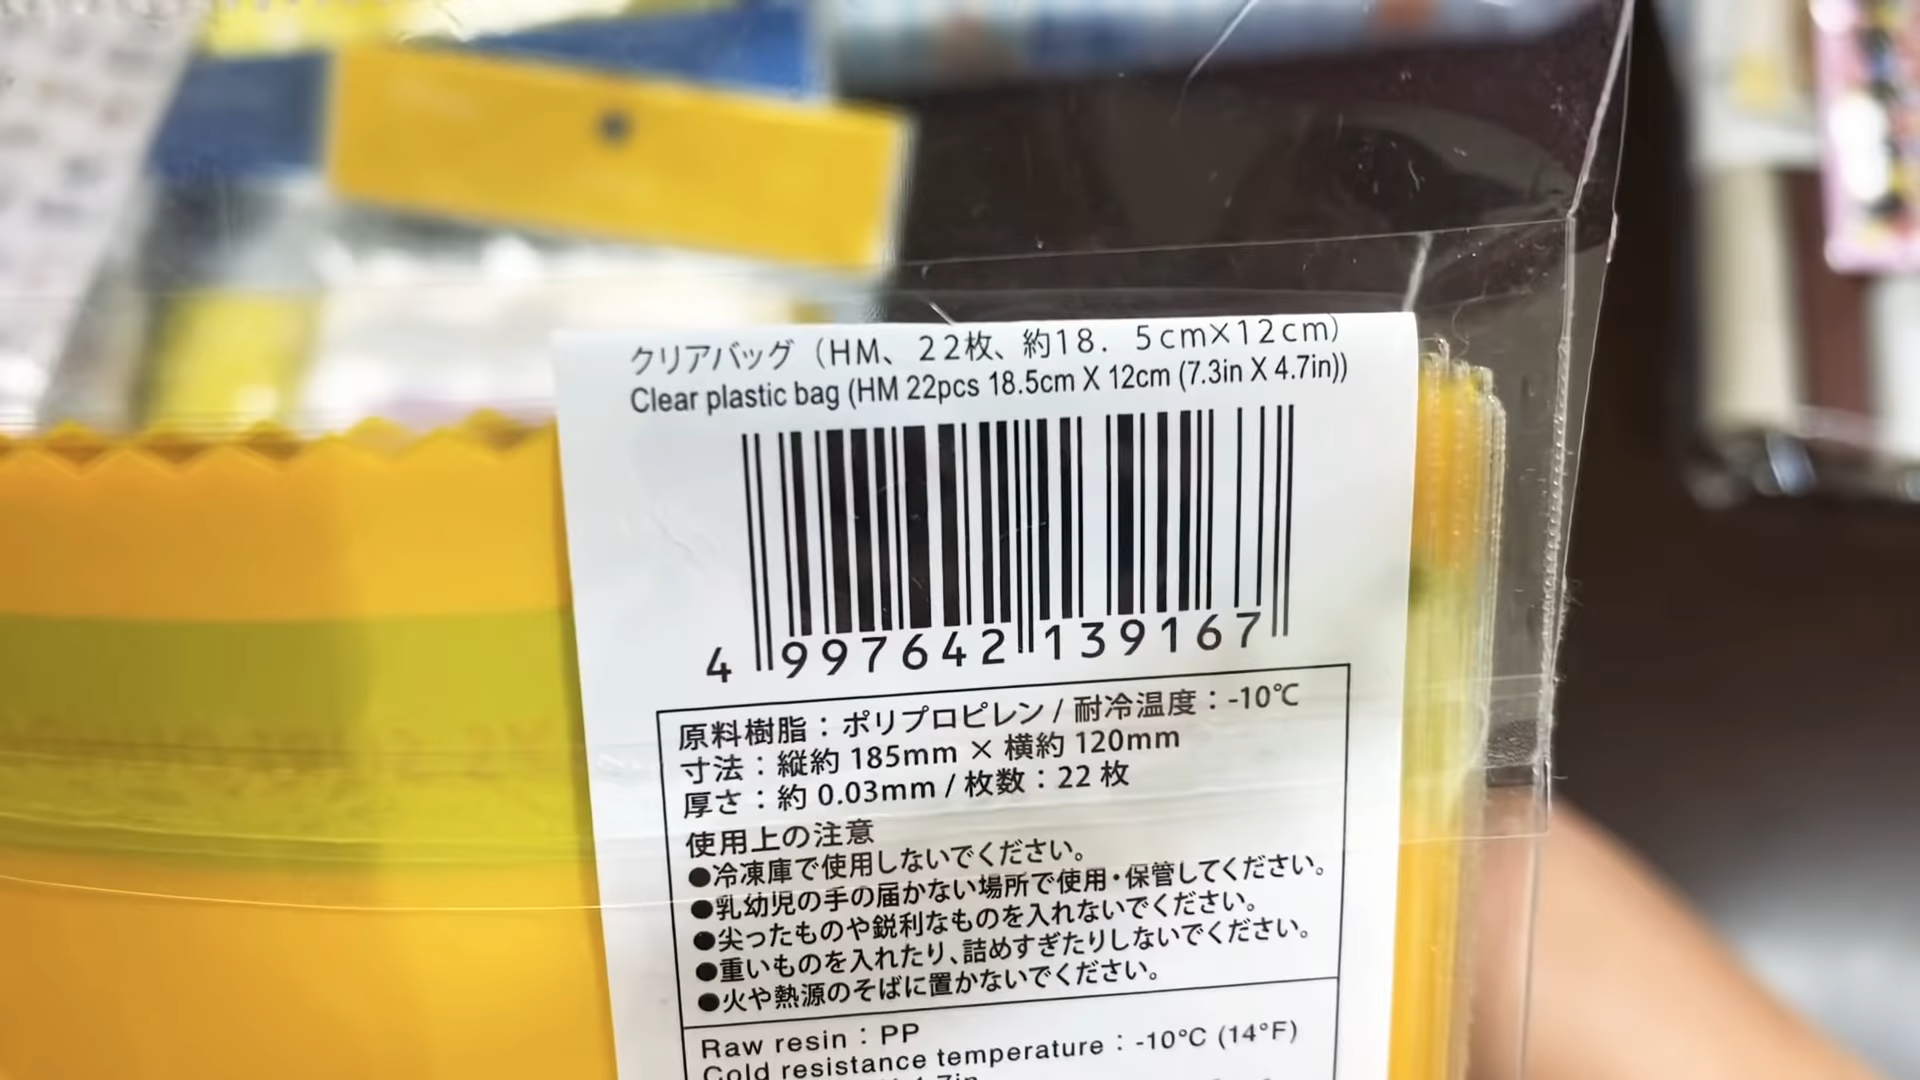 クリアバッグ（HM、２２枚、約１８．５ｃｍ×１２ｃｍ）
Clear plastic bag (HM 22pcs 18.5cm X 12cm (7.3in X 4.7in))
4 997642 139167
原料樹脂：ポリプロピレン / 耐冷温度：-10℃
寸法：縦約 185mm × 横約 120mm
厚さ：約 0.03mm / 枚数：22 枚
使用上の注意
●冷凍庫で使用しないでください。
●乳幼児の手の届かない場所で使用・保管してください。
●尖ったものや鋭利なものを入れないでください。
●重いものを入れたり、詰めすぎたりしないでください。
●火や熱源のそばに置かないでください。
Raw resin：PP
Cold resistance temperature：-10℃ (14°F)